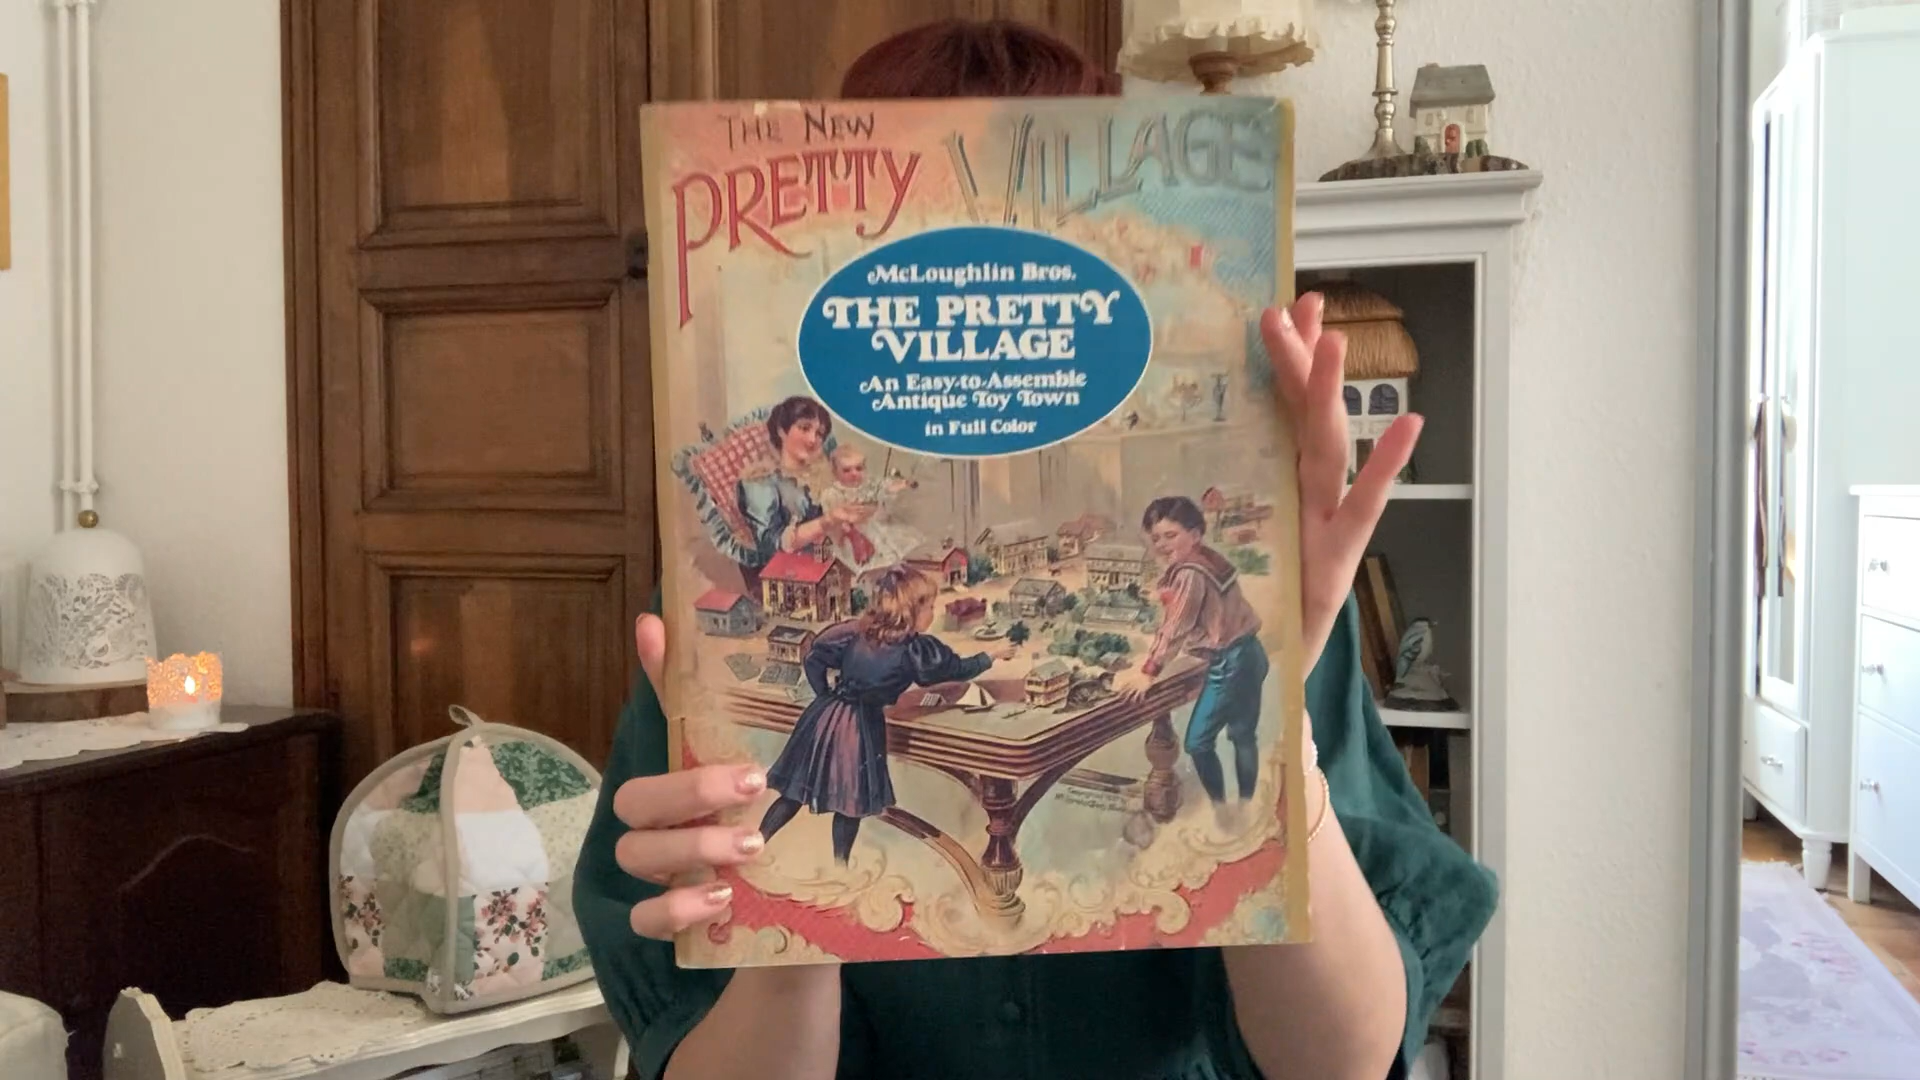 THE NEW
PRETTY VILLAGE
McLoughlin Bros.
THE PRETTY
VILLAGE
An Easy-to-Assemble
Antique Toy Town
in Full Color